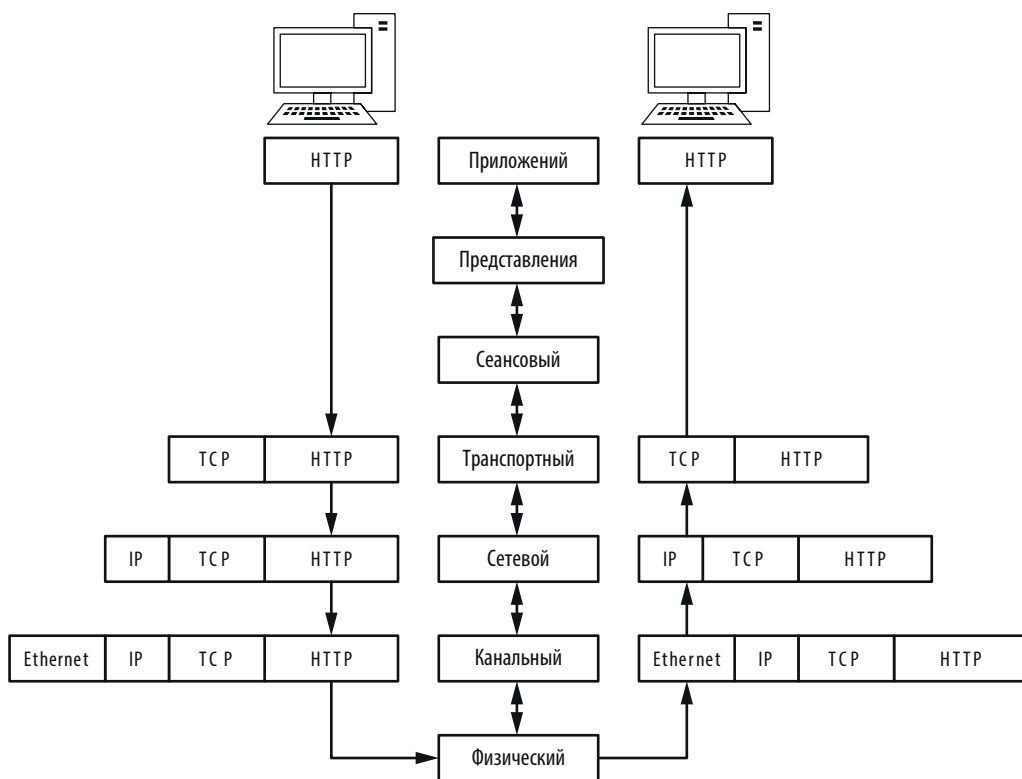 HTTP Приложений HTTP
Представления
Сеансовый
TCP HTTP Транспортный TCP HTTP
IP TCP HTTP Сетевой IP TCP HTTP
Ethernet IP TCP HTTP Канальный Ethernet IP TCP HTTP
Физический